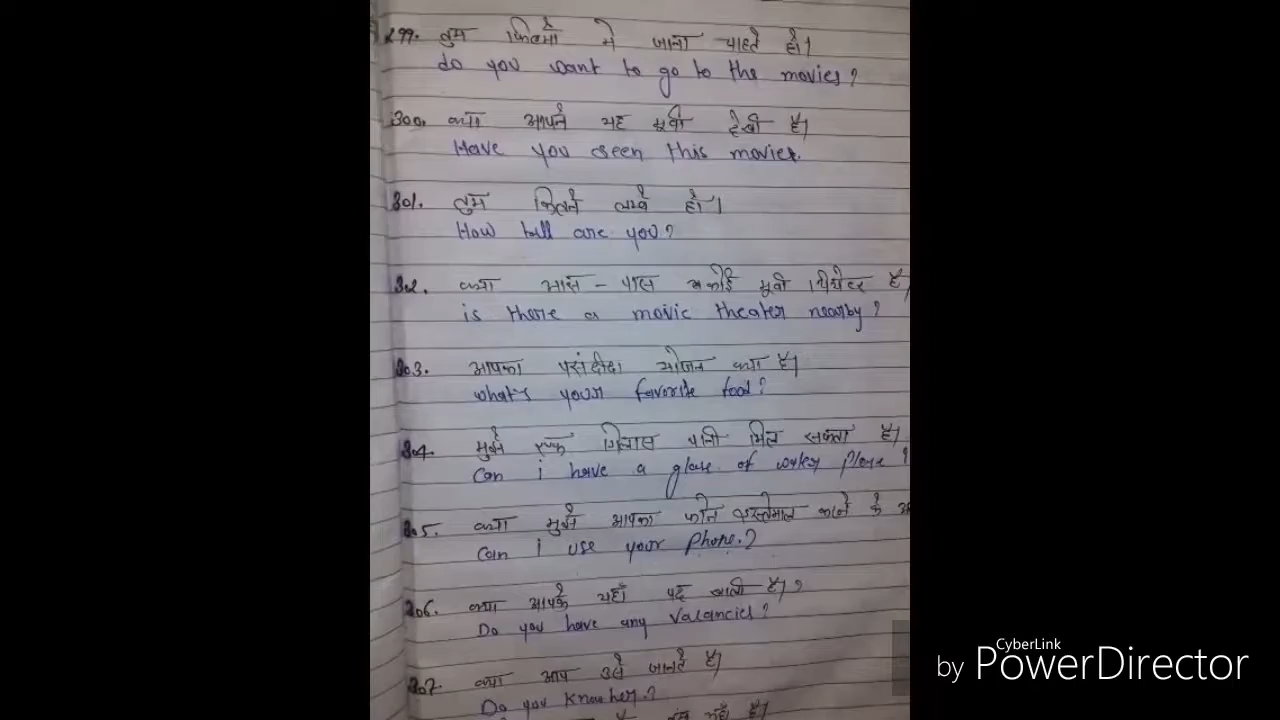 299. तुम फिल्मों में जाना चाहते हो।
do you want to go to the movies?
300. क्या आपने यह मूवी देखी है।
Have you seen this movies.
301. तुम कितने लम्बे हो।
How tall are you?
302. क्या आस-पास कोई मूवी थियेटर है
is there a movie theater nearby?
303. आपका पसंदीदा भोजन क्या है।
what's your favorite food?
304. मुझे एक गिलास पानी मिल सकता है।
Can i have a glass of water please?
305. क्या मुझे आपका फोन इस्तेमाल करने के
Can i use your phone.?
306. क्या आपके यहाँ पद खाली है।?
Do you have any vacancies?
307. क्या आप उसे जानते है।
Do you know her.?
CyberLink
by PowerDirector